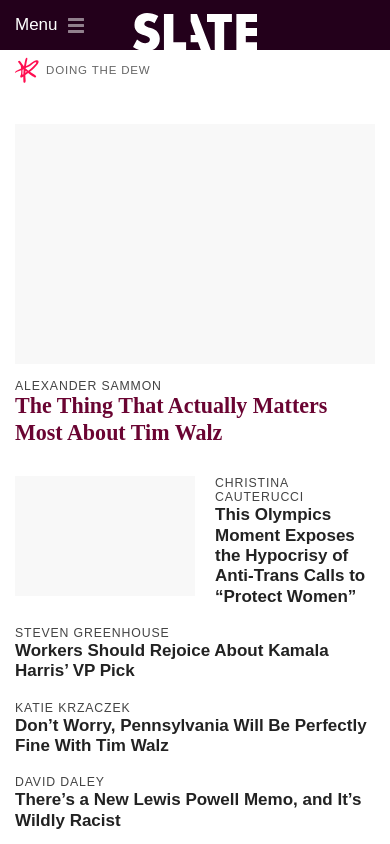 Menu
SLATE
DOING THE DEW
ALEXANDER SAMMON
The Thing That Actually Matters
Most About Tim Walz
CHRISTINA
CAUTERUCCI
This Olympics
Moment Exposes
the Hypocrisy of
Anti-Trans Calls to
“Protect Women”
STEVEN GREENHOUSE
Workers Should Rejoice About Kamala
Harris’ VP Pick
KATIE KRZACZEK
Don’t Worry, Pennsylvania Will Be Perfectly
Fine With Tim Walz
DAVID DALEY
There’s a New Lewis Powell Memo, and It’s
Wildly Racist